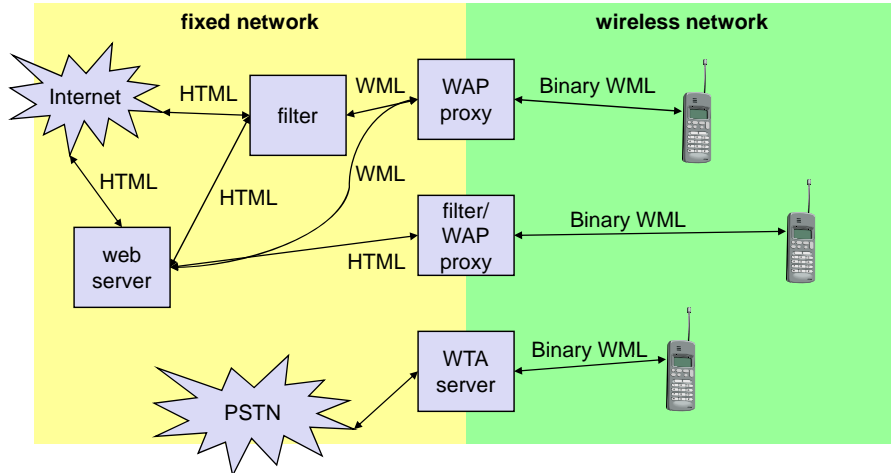 fixed network
wireless network
Internet
HTML
filter
WML
WAP
proxy
Binary WML
HTML
HTML
WML
web
server
HTML
filter/
WAP
proxy
Binary WML
PSTN
WTA
server
Binary WML